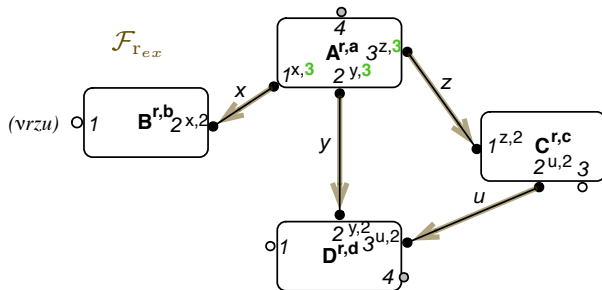 𝓕r_ex
4
A^r,a 3^z,3
1^x,3 2^y,3
x
z
(νrzu) 1 B^r,b 2^x,2
y
1^z,2 C^r,c
2^u,2 3
u
1 2^y,2 3^u,2
D^r,d
4